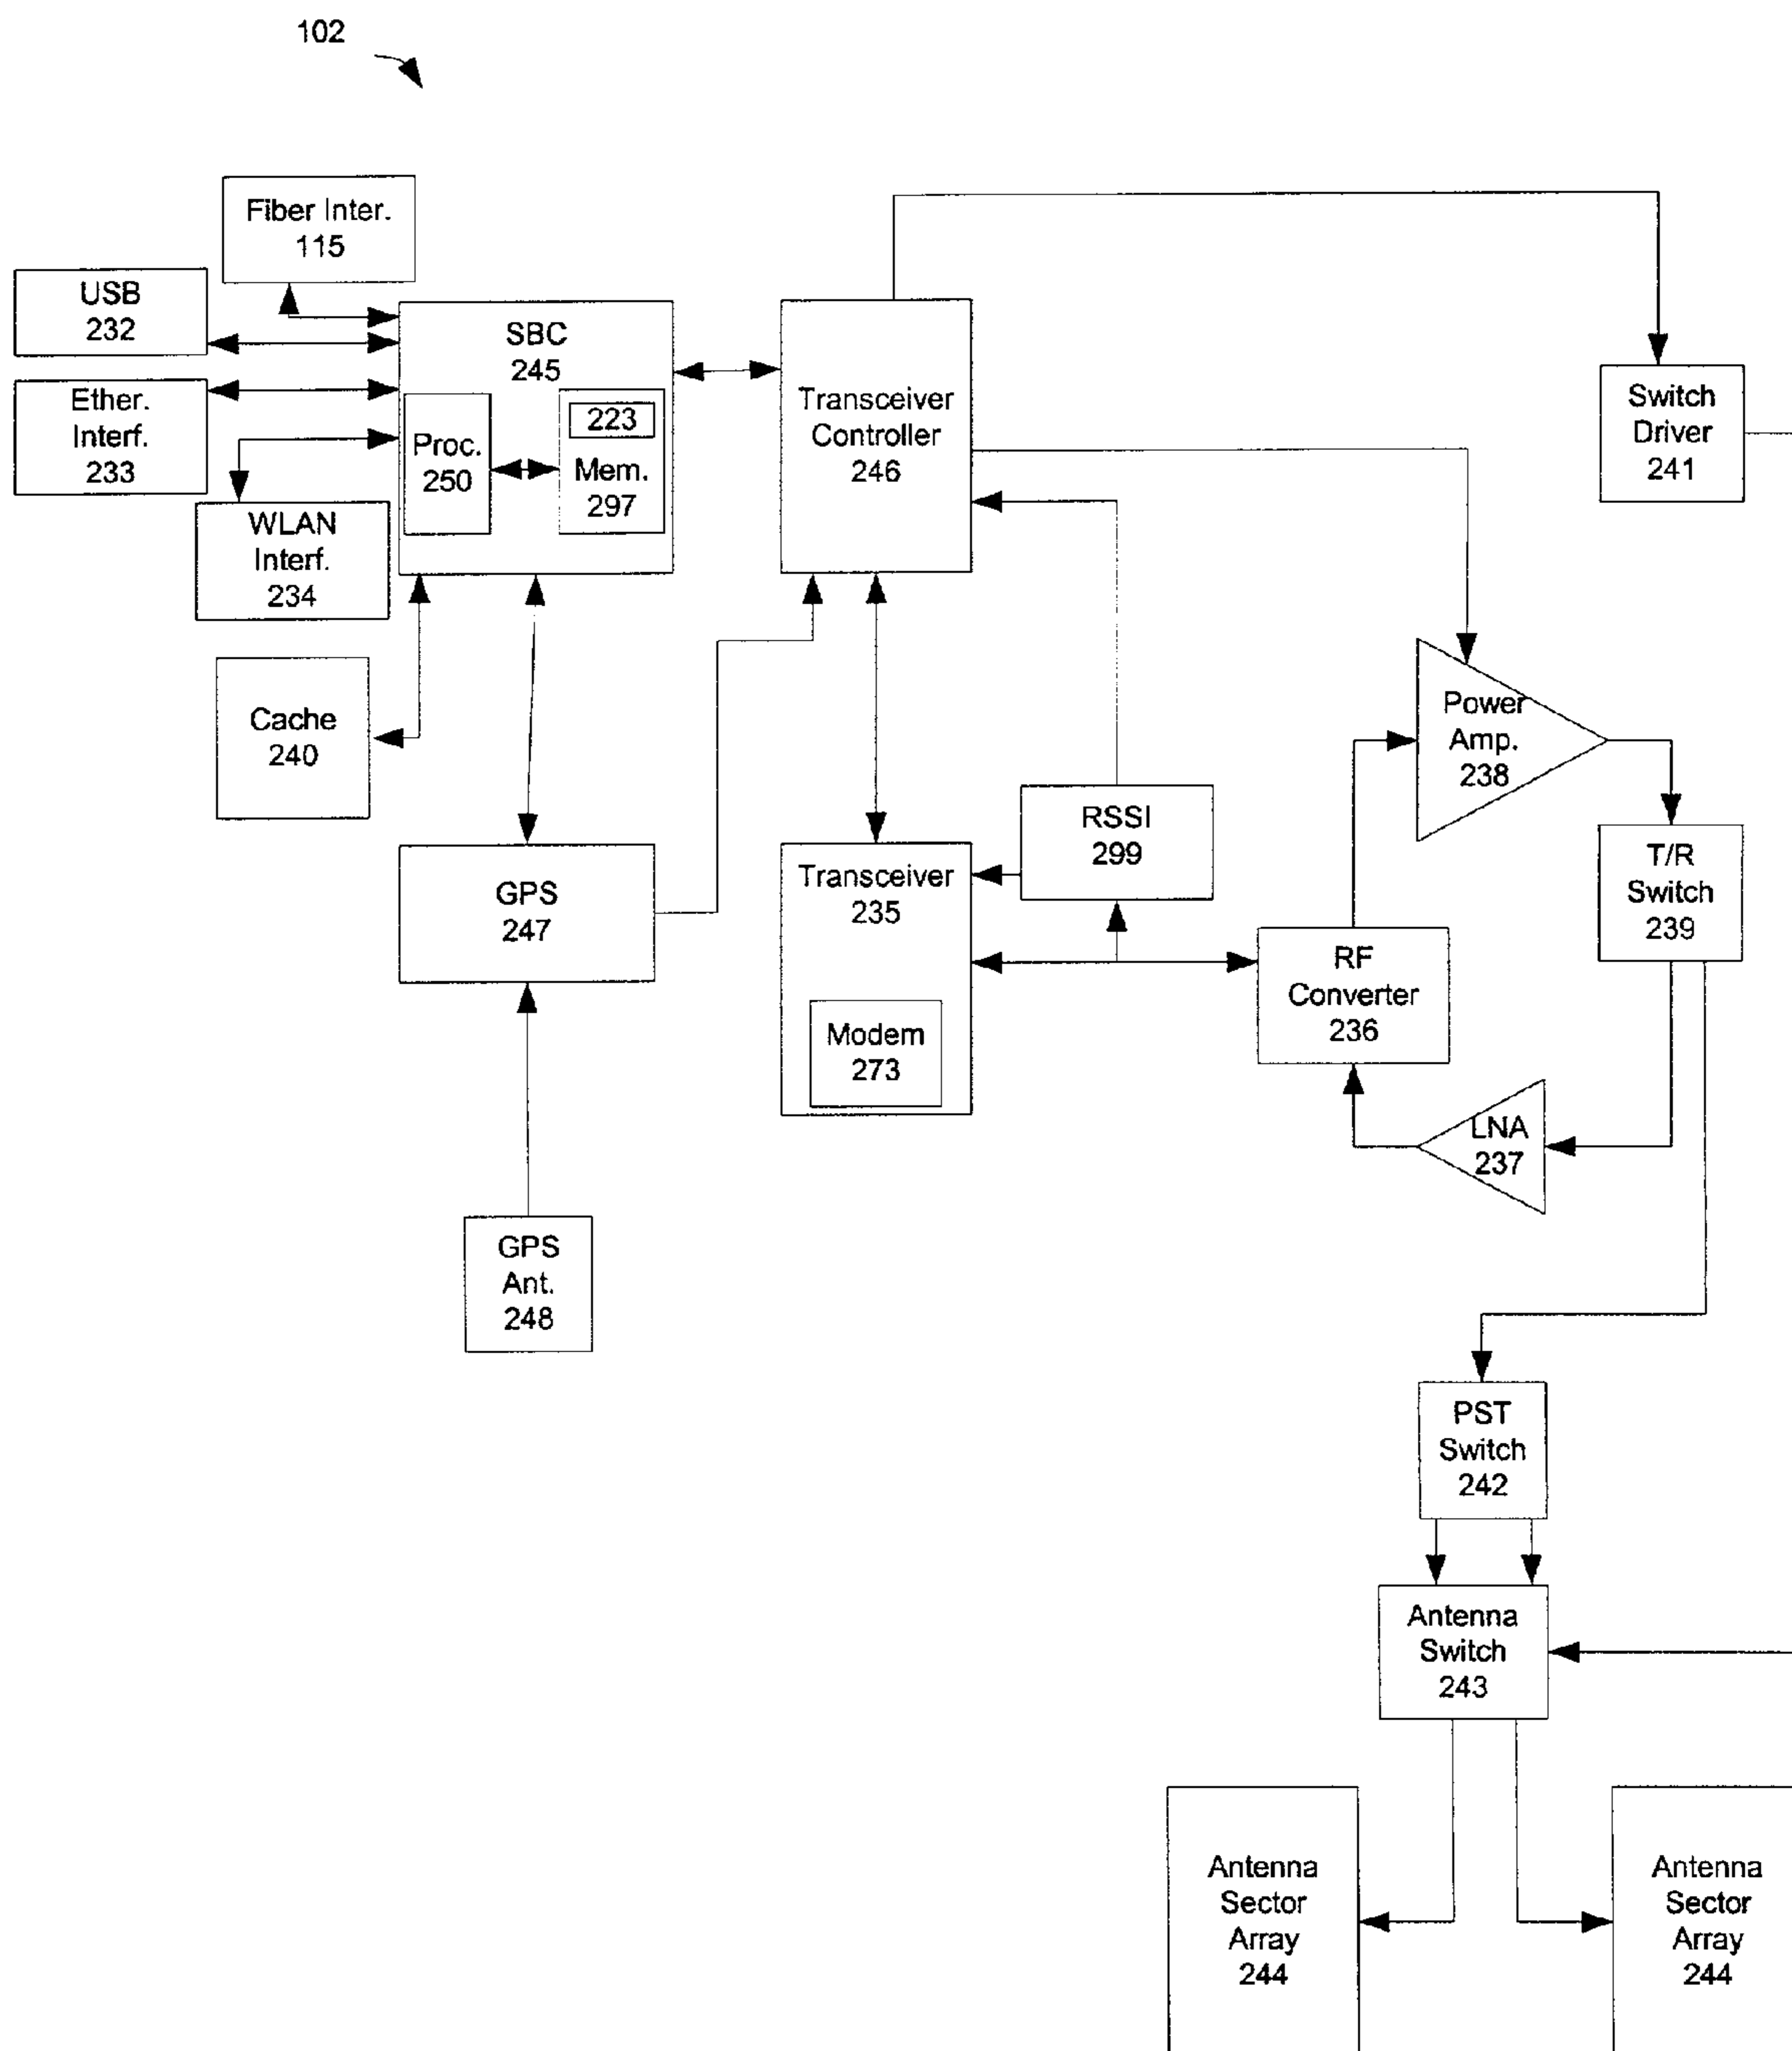 102
Fiber Inter.
115
USB
232
Ether.
Interf.
233
WLAN
Interf.
234
SBC
245
Proc.
250
223
Mem.
297
Transceiver
Controller
246
Switch
Driver
241
Cache
240
Power
Amp.
238
RSSI
299
T/R
Switch
239
GPS
247
Transceiver
235
Modem
273
RF
Converter
236
LNA
237
GPS
Ant.
248
PST
Switch
242
Antenna
Switch
243
Antenna
Sector
Array
244
Antenna
Sector
Array
244